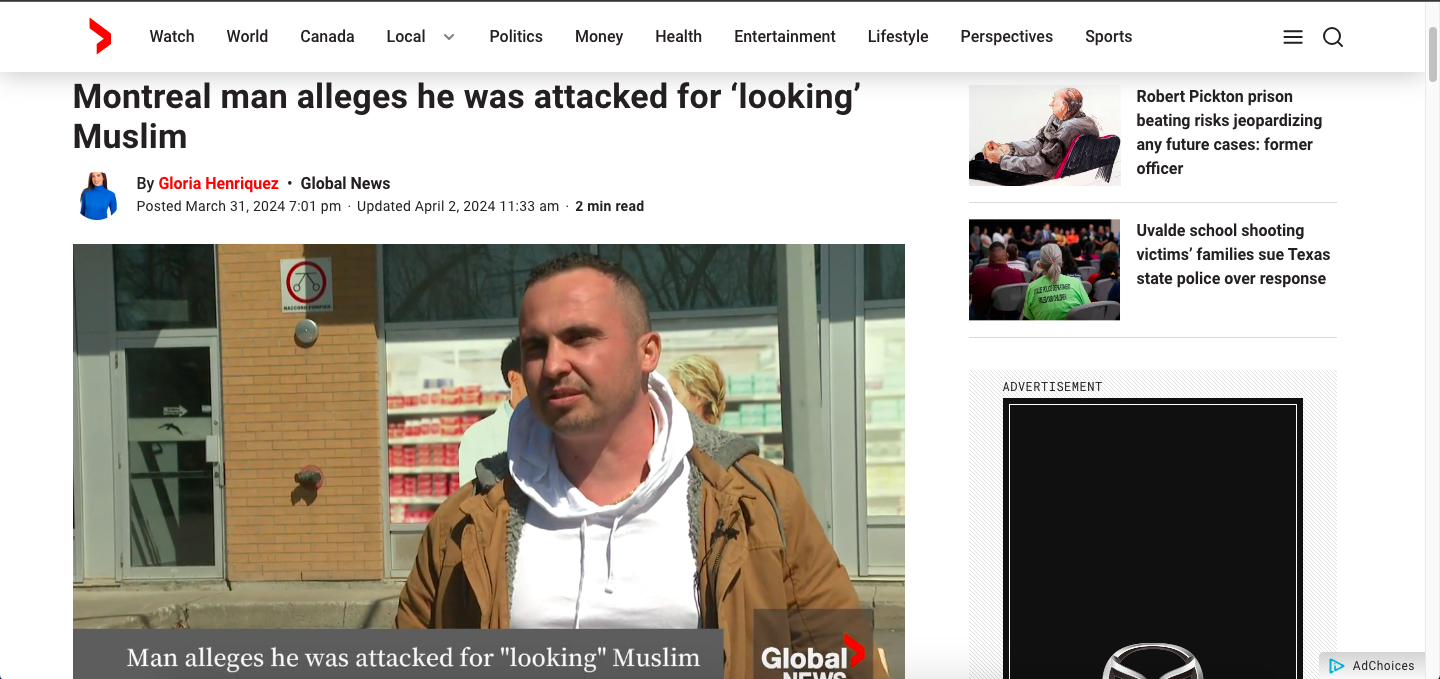 Watch World Canada Local Politics Money Health Entertainment Lifestyle Perspectives Sports
Montreal man alleges he was attacked for ‘looking’
Muslim
By Gloria Henriquez • Global News
Posted March 31, 2024 7:01 pm · Updated April 2, 2024 11:33 am · 2 min read
Man alleges he was attacked for "looking" Muslim
Global
NEWS
Robert Pickton prison
beating risks jeopardizing
any future cases: former
officer
Uvalde school shooting
victims’ families sue Texas
state police over response
ADVERTISEMENT
AdChoices